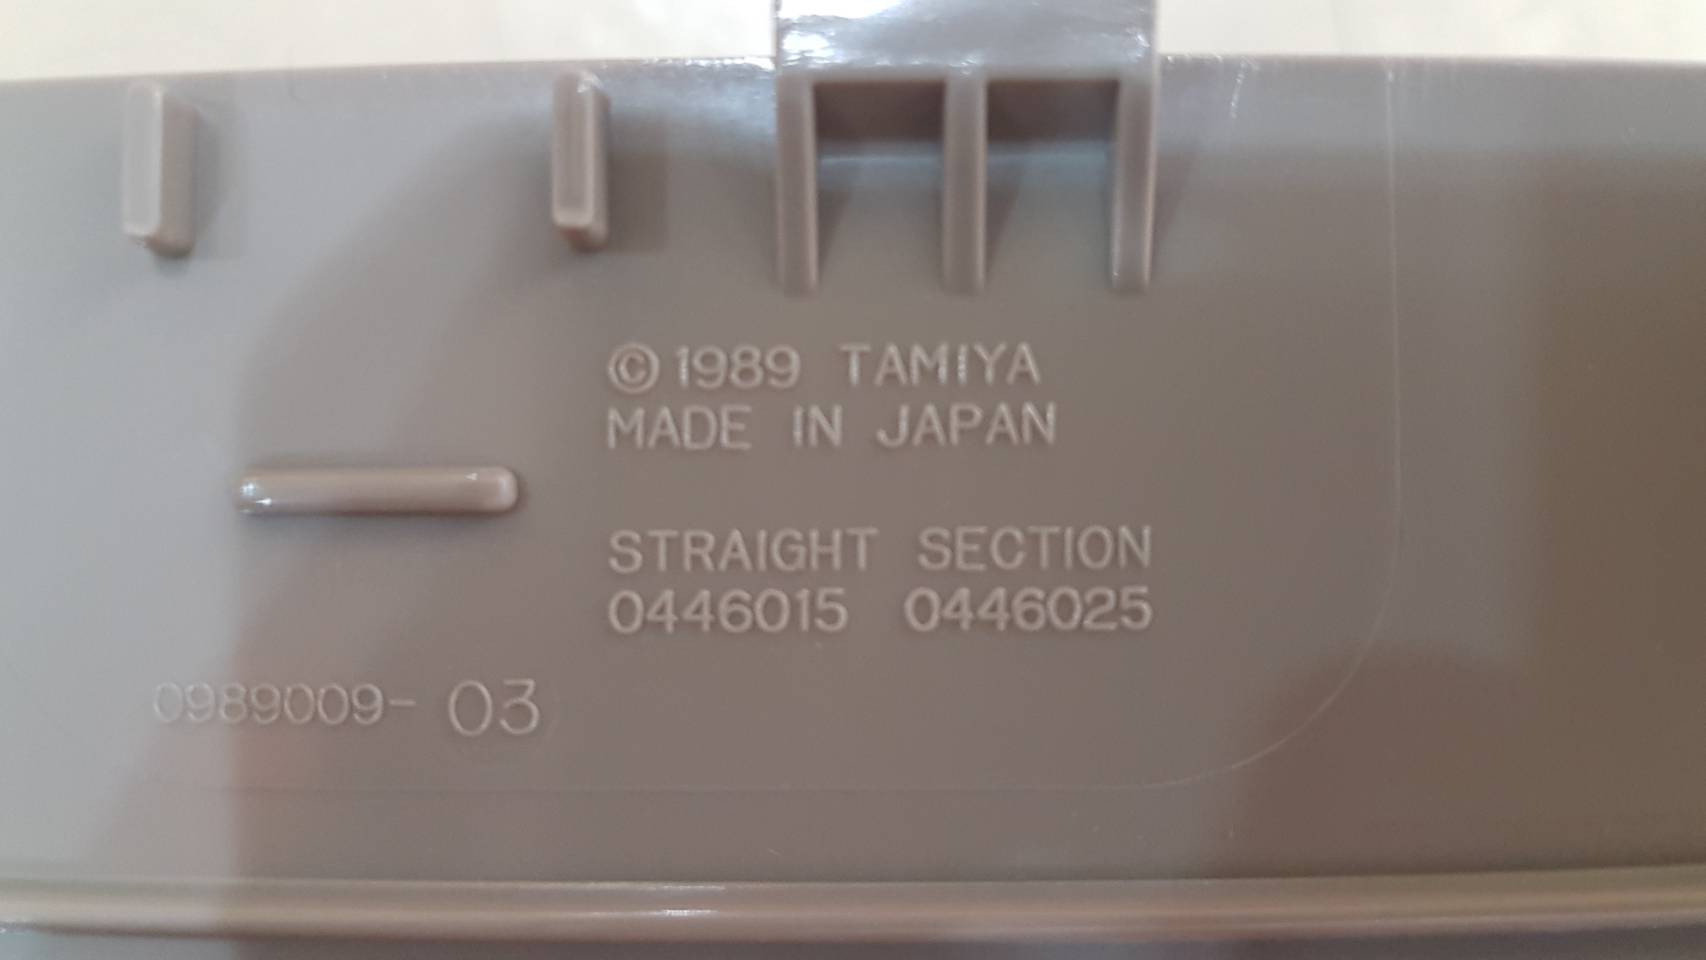 ©1989 TAMIYA
MADE IN JAPAN
STRAIGHT SECTION
0446015 0446025
0989009- 03